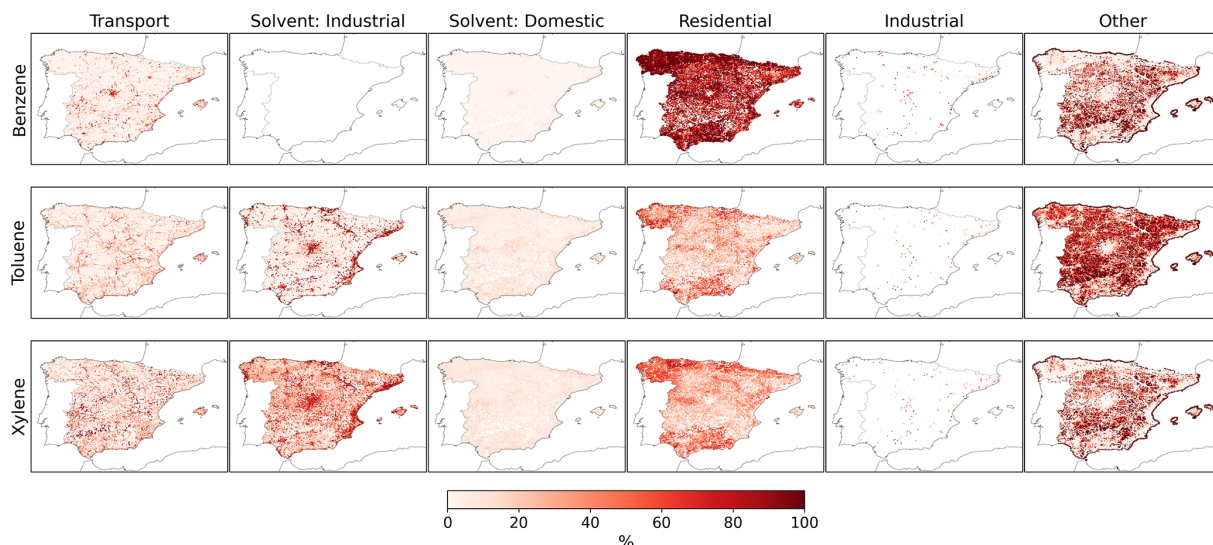 Transport Solvent: Industrial Solvent: Domestic Residential Industrial Other
Benzene
Toluene
Xylene
0 20 40 60 80 100
%